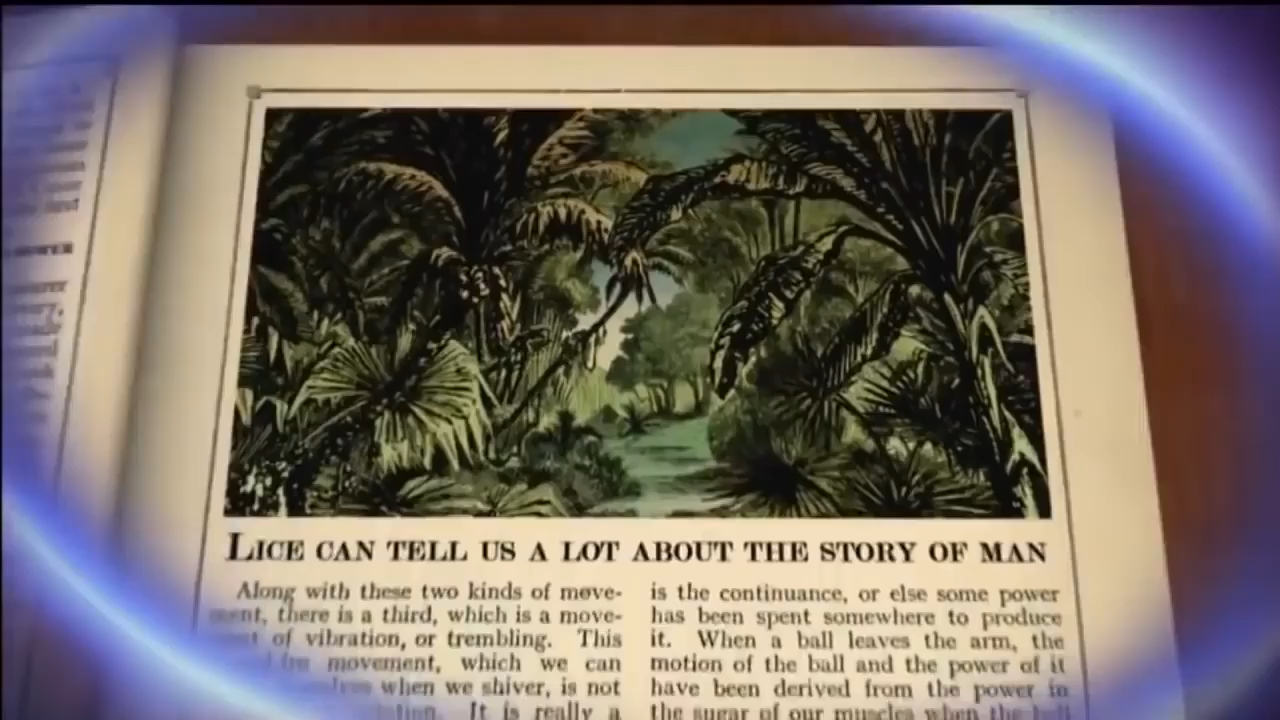 LICE CAN TELL US A LOT ABOUT THE STORY OF MAN
Along with these two kinds of move-
ment, there is a third, which is a move-
of vibration, or trembling. This
movement, which we can
when we shiver, is not
It is really a
is the continuance, or else some power
has been spent somewhere to produce
it. When a ball leaves the arm, the
motion of the ball and the power of it
have been derived from the power in
the sugar of our muscles when the ball